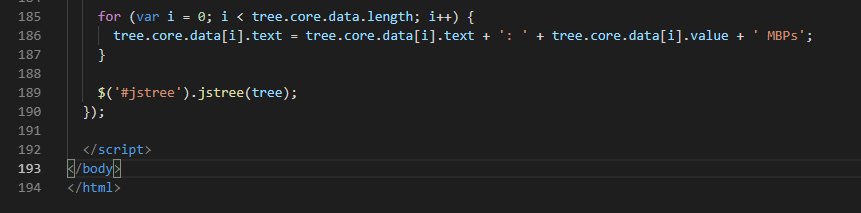 185 for (var i = 0; i < tree.core.data.length; i++) {
186 tree.core.data[i].text = tree.core.data[i].text + ': ' + tree.core.data[i].value + ' MBPs';
187 }
188
189 $('#jstree').jstree(tree);
190 });
191
192 </script>
193 </body>
194 </html>